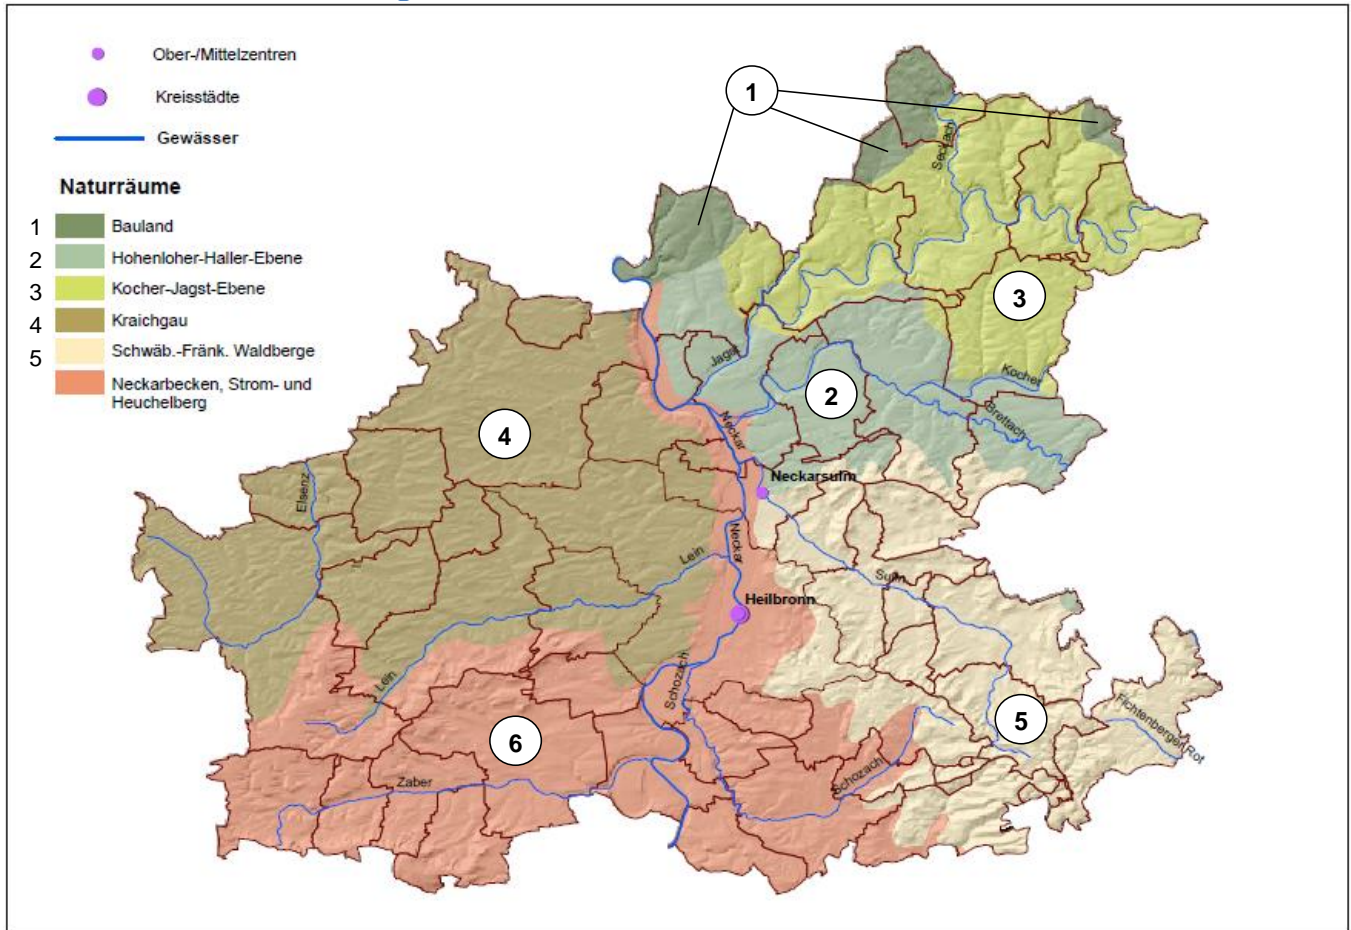 Ober-/Mittelzentren
Kreisstädte
Gewässer
Naturräume
1 Bauland
2 Hohenloher-Haller-Ebene
3 Kocher-Jagst-Ebene
4 Kraichgau
5 Schwäb.-Fränk. Waldberge
Neckarbecken, Strom- und
Heuchelberg
1
Seckach
3
Jagst
Kocher
2
Brettach
Neckar
4
Neckarsulm
Elsenz
Neckar
Lein
Sulm
Heilbronn
Lein
Schozach
5
Fichtenberger Rot
6
Schozach
Zaber